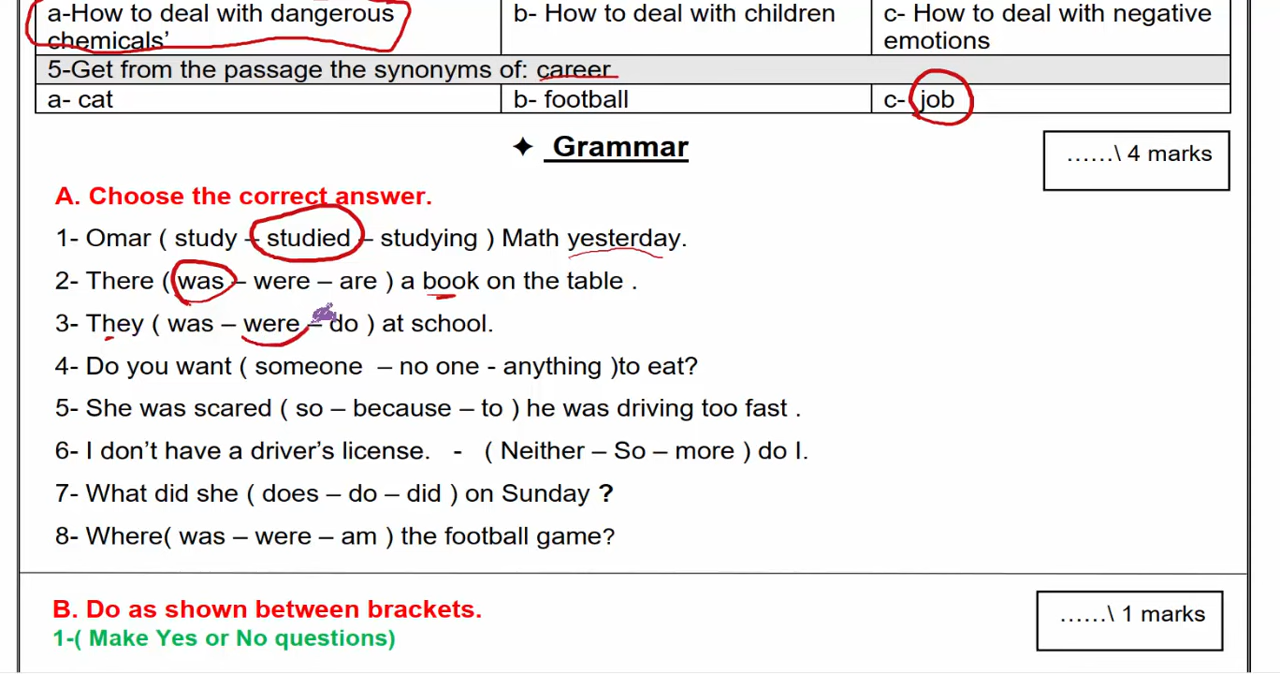 a-How to deal with dangerous chemicals’
b- How to deal with children
c- How to deal with negative emotions
5-Get from the passage the synonyms of: career
a- cat
b- football
c- job
✦ Grammar
……\ 4 marks
A. Choose the correct answer.
1- Omar ( study – studied – studying ) Math yesterday.
2- There ( was – were – are ) a book on the table .
3- They ( was – were – do ) at school.
4- Do you want ( someone – no one - anything )to eat?
5- She was scared ( so – because – to ) he was driving too fast .
6- I don’t have a driver’s license. - ( Neither – So – more ) do I.
7- What did she ( does – do – did ) on Sunday ?
8- Where( was – were – am ) the football game?
B. Do as shown between brackets.
……\ 1 marks
1-( Make Yes or No questions)